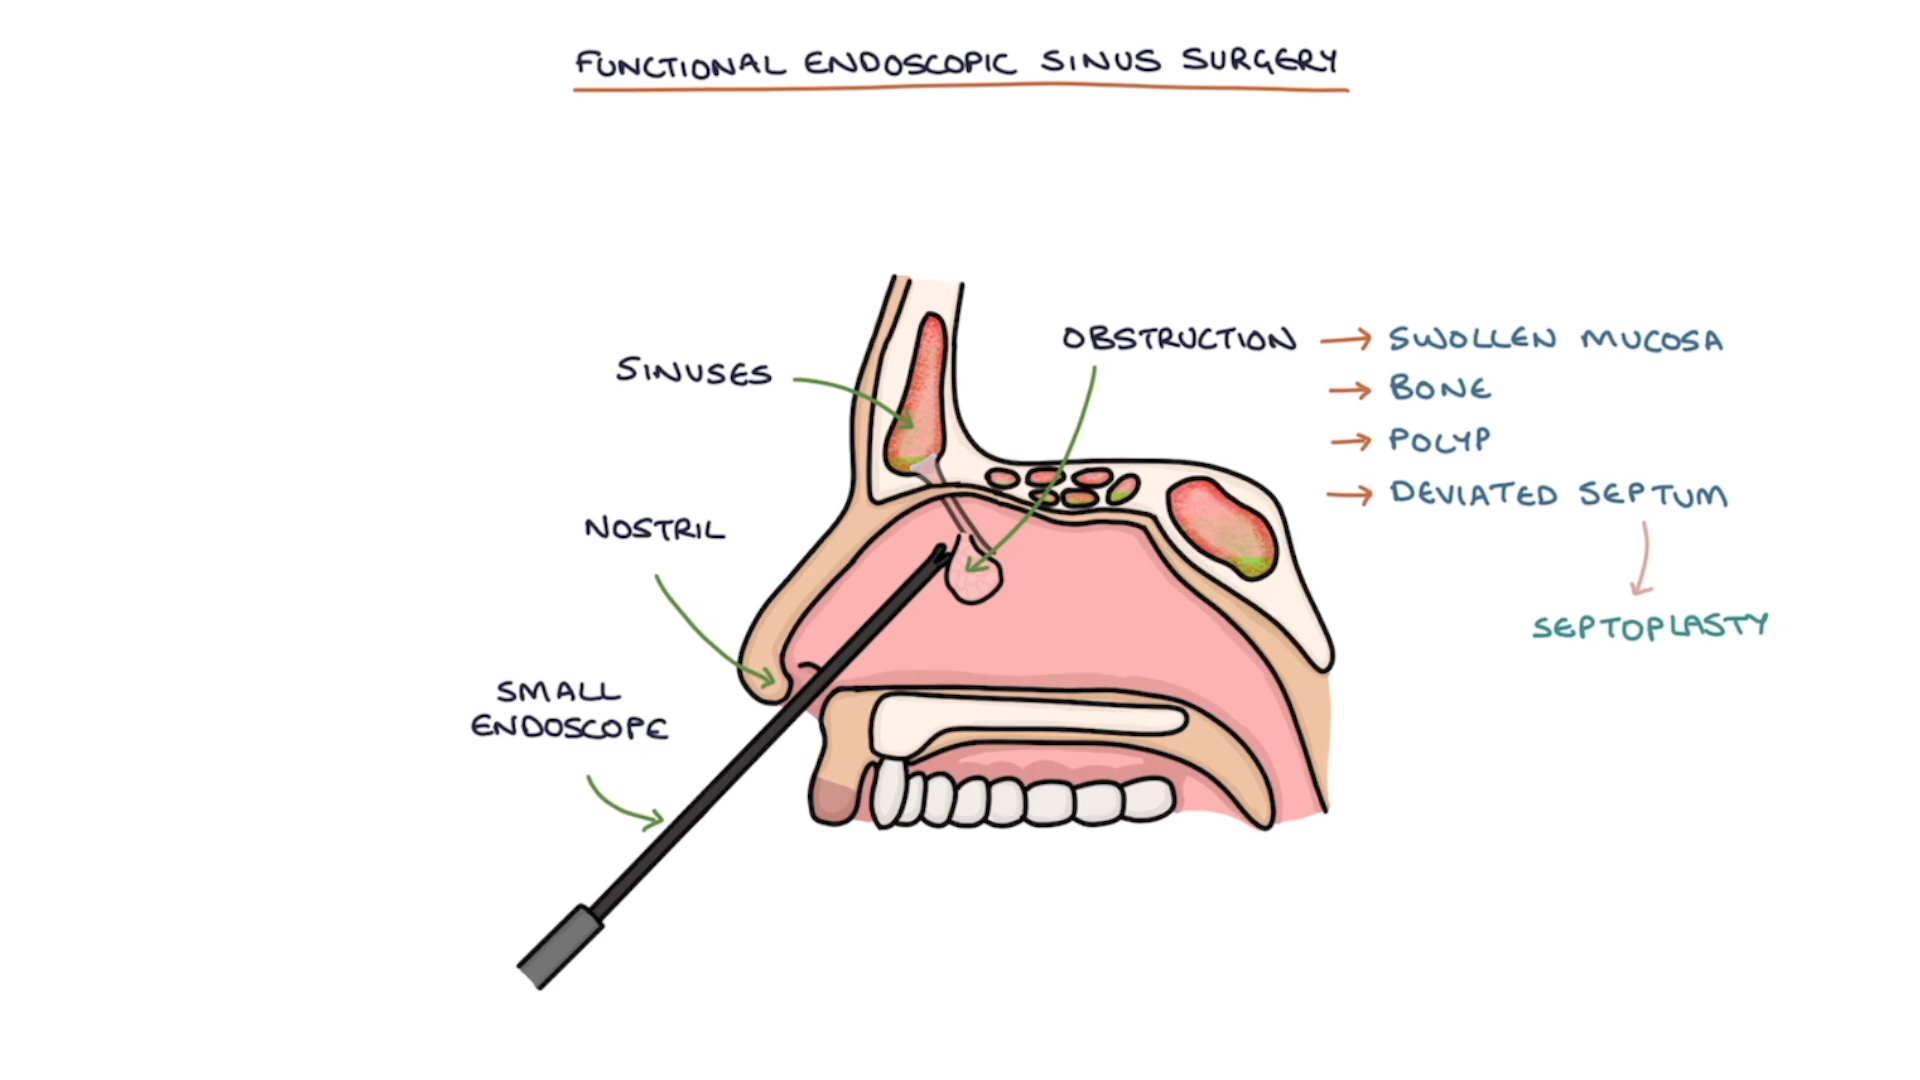 FUNCTIONAL ENDOSCOPIC SINUS SURGERY
SINUSES
OBSTRUCTION → SWOLLEN MUCOSA
→ BONE
→ POLYP
→ DEVIATED SEPTUM
SEPTOPLASTY
NOSTRIL
SMALL
ENDOSCOPE